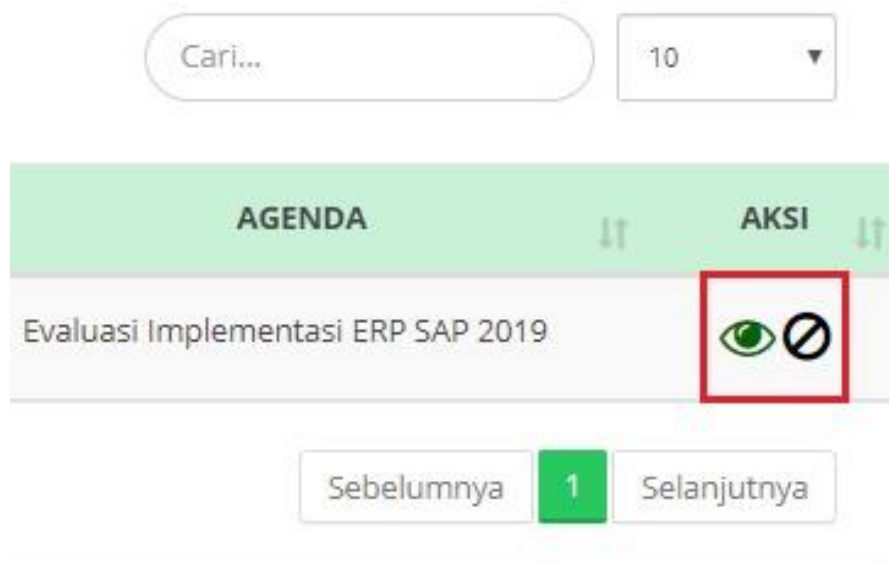 Cari... 10
AGENDA AKSI
Evaluasi Implementasi ERP SAP 2019
Sebelumnya 1 Selanjutnya